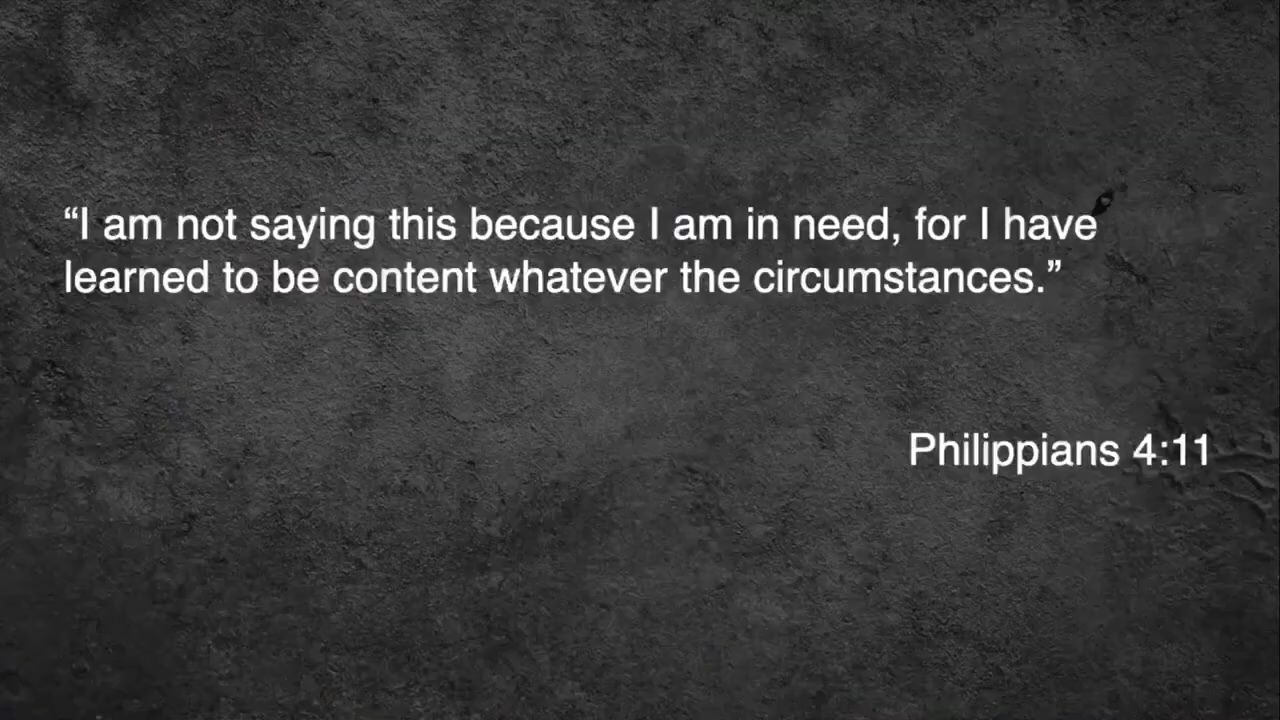 “I am not saying this because I am in need, for I have
learned to be content whatever the circumstances.”
Philippians 4:11